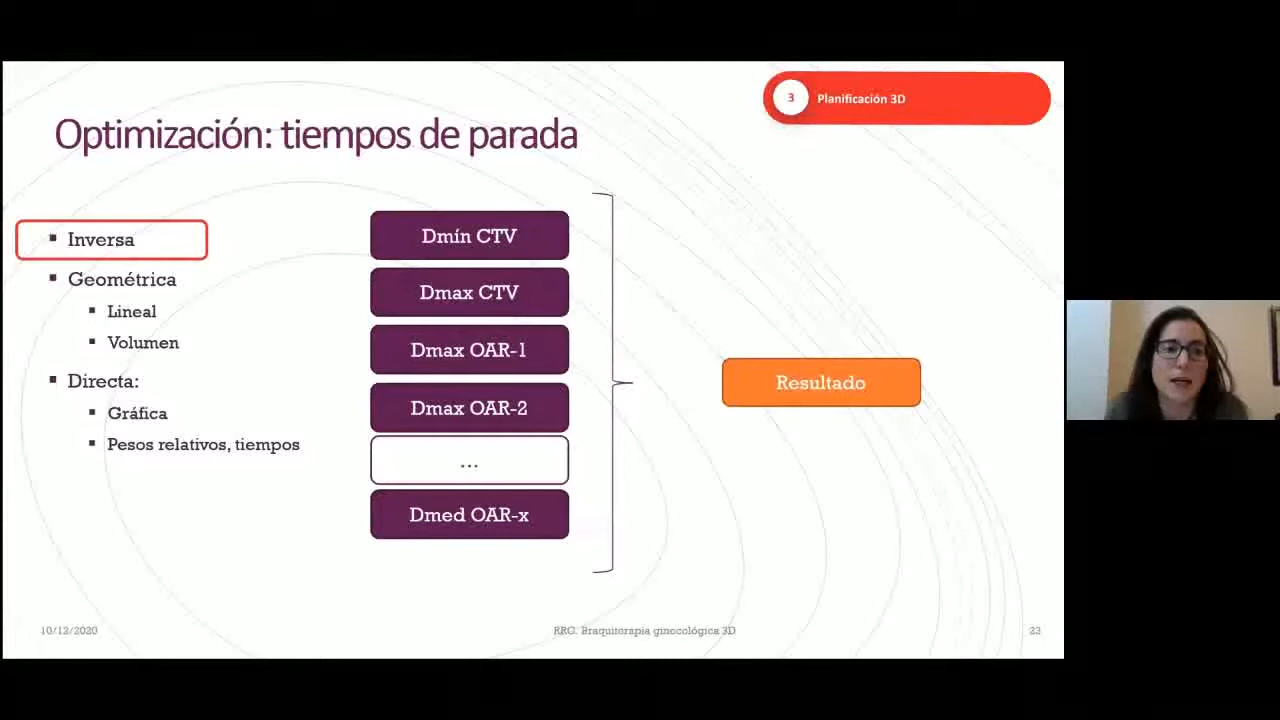 3 Planificación 3D
Optimización: tiempos de parada
▪ Inversa
▪ Geométrica
▪ Lineal
▪ Volumen
▪ Directa:
▪ Gráfica
▪ Pesos relativos, tiempos
Dmín CTV
Dmax CTV
Dmax OAR-1
Dmax OAR-2
...
Dmed OAR-x
Resultado
10/12/2020
RRG. Braquiterapia ginecológica 3D
23